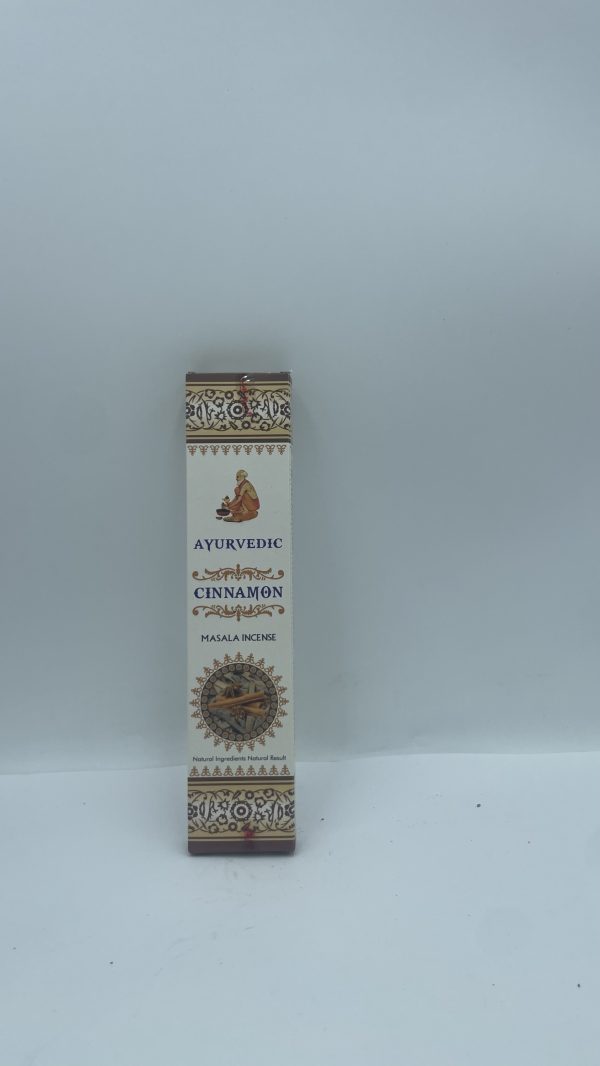 AYURVEDIC
CINNAMON
MASALA INCENSE
Natural Ingredients Natural Result